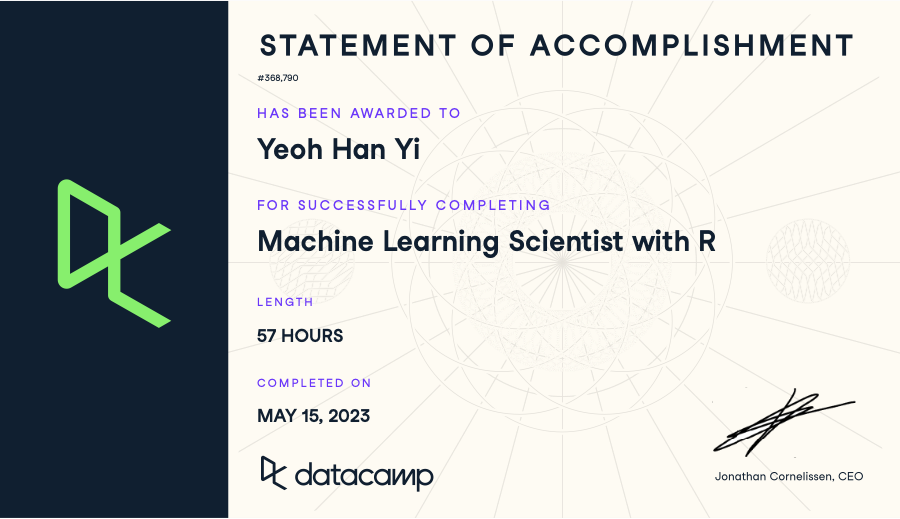 STATEMENT OF ACCOMPLISHMENT
#368,790
HAS BEEN AWARDED TO
Yeoh Han Yi
FOR SUCCESSFULLY COMPLETING
Machine Learning Scientist with R
LENGTH
57 HOURS
COMPLETED ON
MAY 15, 2023
datacamp
Jonathan Cornelissen, CEO